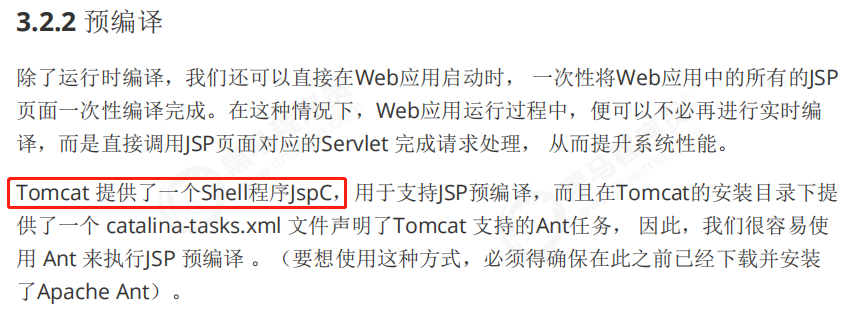 3.2.2 预编译
除了运行时编译，我们还可以直接在Web应用启动时， 一次性将Web应用中的所有的JSP
页面一次性编译完成。在这种情况下，Web应用运行过程中，便可以不必再进行实时编
译，而是直接调用JSP页面对应的Servlet 完成请求处理， 从而提升系统性能。
Tomcat 提供了一个Shell程序JspC，用于支持JSP预编译，而且在Tomcat的安装目录下提
供了一个 catalina-tasks.xml 文件声明了Tomcat 支持的Ant任务， 因此，我们很容易使
用 Ant 来执行JSP 预编译 。（要想使用这种方式，必须得确保在此之前已经下载并安装
了Apache Ant）。